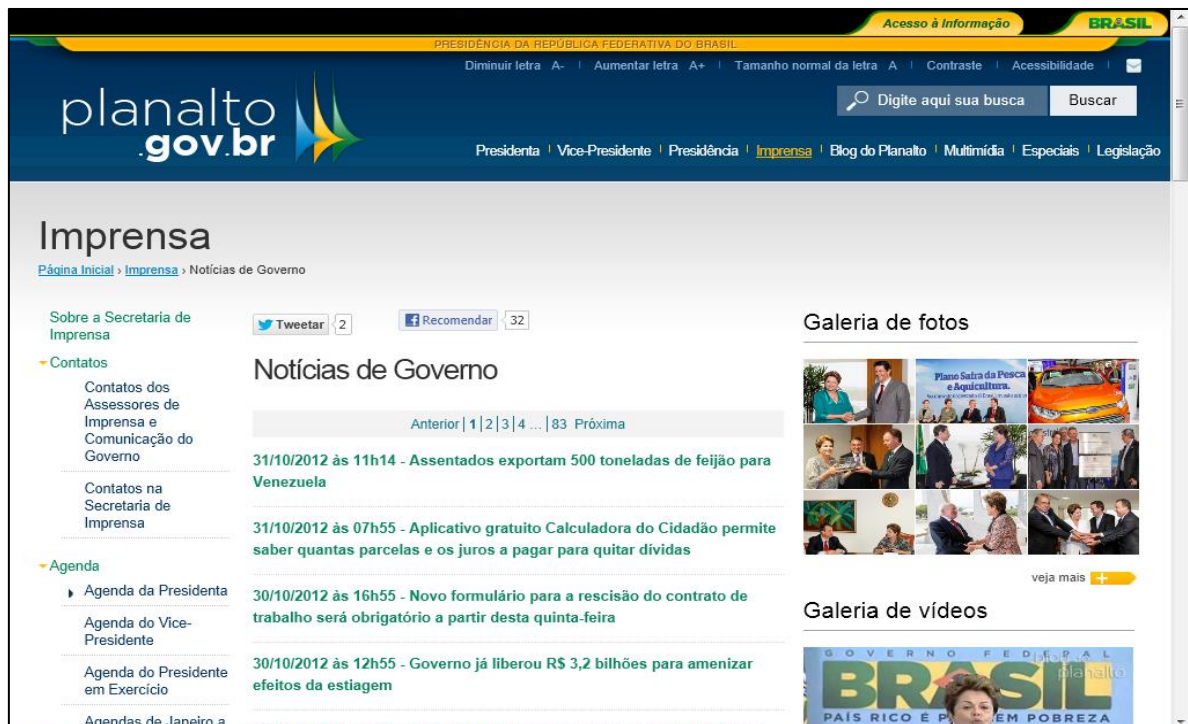 Acesso à Informação
BRASIL
PRESIDÊNCIA DA REPÚBLICA FEDERATIVA DO BRASIL
Diminuir letra A- | Aumentar letra A+ | Tamanho normal da letra A | Contraste | Acessibilidade |
planalto
.gov.br
Digite aqui sua busca
Buscar
Presidenta | Vice-Presidente | Presidência | Imprensa | Blog do Planalto | Multimídia | Especiais | Legislação
Imprensa
Página Inicial › Imprensa › Notícias de Governo
Sobre a Secretaria de
Imprensa
Contatos
Contatos dos
Assessores de
Imprensa e
Comunicação do
Governo
Contatos na
Secretaria de
Imprensa
Agenda
Agenda da Presidenta
Agenda do Vice-
Presidente
Agenda do Presidente
em Exercício
Agendas de Janeiro a
Tweetar 2
Recomendar 32
Notícias de Governo
Anterior | 1 | 2 | 3 | 4 ... | 83 Próxima
31/10/2012 às 11h14 - Assentados exportam 500 toneladas de feijão para
Venezuela
31/10/2012 às 07h55 - Aplicativo gratuito Calculadora do Cidadão permite
saber quantas parcelas e os juros a pagar para quitar dívidas
30/10/2012 às 16h55 - Novo formulário para a rescisão do contrato de
trabalho será obrigatório a partir desta quinta-feira
30/10/2012 às 12h55 - Governo já liberou R$ 3,2 bilhões para amenizar
efeitos da estiagem
Galeria de fotos
Plano Safra da Pesca
e Aquicultura.
veja mais
Galeria de vídeos
GOVERNO FEDERAL
blog do
planalto
BRASIL
PAÍS RICO É EM POBREZA